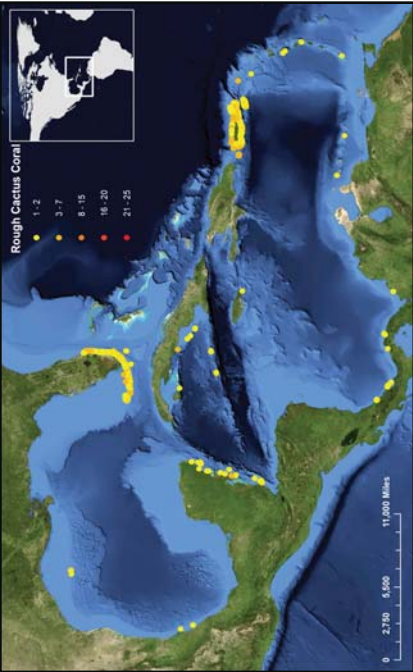 Rough Cactus Coral
1 - 2
3 - 7
8 - 15
16 - 20
21 - 25
0 2,750 5,500 11,000 Miles